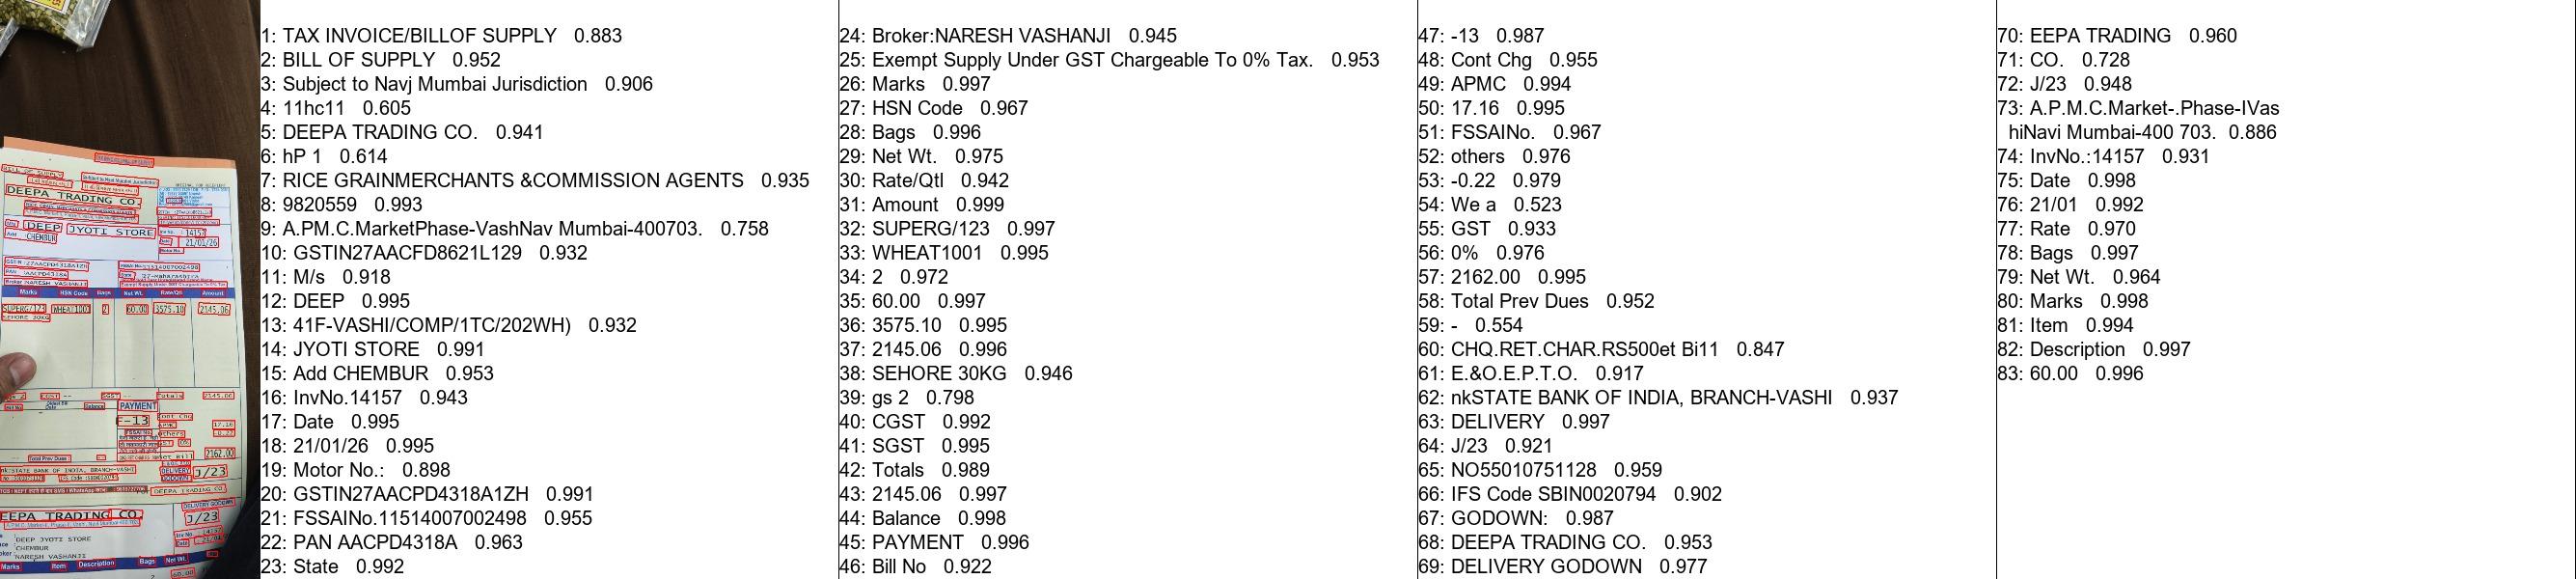 1: TAX INVOICE/BILLOF SUPPLY 0.883
2: BILL OF SUPPLY 0.952
3: Subject to Navj Mumbai Jurisdiction 0.906
4: 11hc11 0.605
5: DEEPA TRADING CO. 0.941
6: hP 1 0.614
7: RICE GRAINMERCHANTS &COMMISSION AGENTS 0.935
8: 9820559 0.993
9: A.PM.C.MarketPhase-VashNav Mumbai-400703. 0.758
10: GSTIN27AACFD8621L129 0.932
11: M/s 0.918
12: DEEP 0.995
13: 41F-VASHI/COMP/1TC/202WH) 0.932
14: JYOTI STORE 0.991
15: Add CHEMBUR 0.953
16: InvNo.14157 0.943
17: Date 0.995
18: 21/01/26 0.995
19: Motor No.: 0.898
20: GSTIN27AACPD4318A1ZH 0.991
21: FSSAINo.11514007002498 0.955
22: PAN AACPD4318A 0.963
23: State 0.992
24: Broker:NARESH VASHANJI 0.945
25: Exempt Supply Under GST Chargeable To 0% Tax. 0.953
26: Marks 0.997
27: HSN Code 0.967
28: Bags 0.996
29: Net Wt. 0.975
30: Rate/Qtl 0.942
31: Amount 0.999
32: SUPERG/123 0.997
33: WHEAT1001 0.995
34: 2 0.972
35: 60.00 0.997
36: 3575.10 0.995
37: 2145.06 0.996
38: SEHORE 30KG 0.946
39: gs 2 0.798
40: CGST 0.992
41: SGST 0.995
42: Totals 0.989
43: 2145.06 0.997
44: Balance 0.998
45: PAYMENT 0.996
46: Bill No 0.922
47: -13 0.987
48: Cont Chg 0.955
49: APMC 0.994
50: 17.16 0.995
51: FSSAINo. 0.967
52: others 0.976
53: -0.22 0.979
54: We a 0.523
55: GST 0.933
56: 0% 0.976
57: 2162.00 0.995
58: Total Prev Dues 0.952
59: - 0.554
60: CHQ.RET.CHAR.RS500et Bi11 0.847
61: E.&O.E.P.T.O. 0.917
62: nkSTATE BANK OF INDIA, BRANCH-VASHI 0.937
63: DELIVERY 0.997
64: J/23 0.921
65: NO55010751128 0.959
66: IFS Code SBIN0020794 0.902
67: GODOWN: 0.987
68: DEEPA TRADING CO. 0.953
69: DELIVERY GODOWN 0.977
70: EEPA TRADING 0.960
71: CO. 0.728
72: J/23 0.948
73: A.P.M.C.Market-.Phase-IVas
hiNavi Mumbai-400 703. 0.886
74: InvNo.:14157 0.931
75: Date 0.998
76: 21/01 0.992
77: Rate 0.970
78: Bags 0.997
79: Net Wt. 0.964
80: Marks 0.998
81: Item 0.994
82: Description 0.997
83: 60.00 0.996